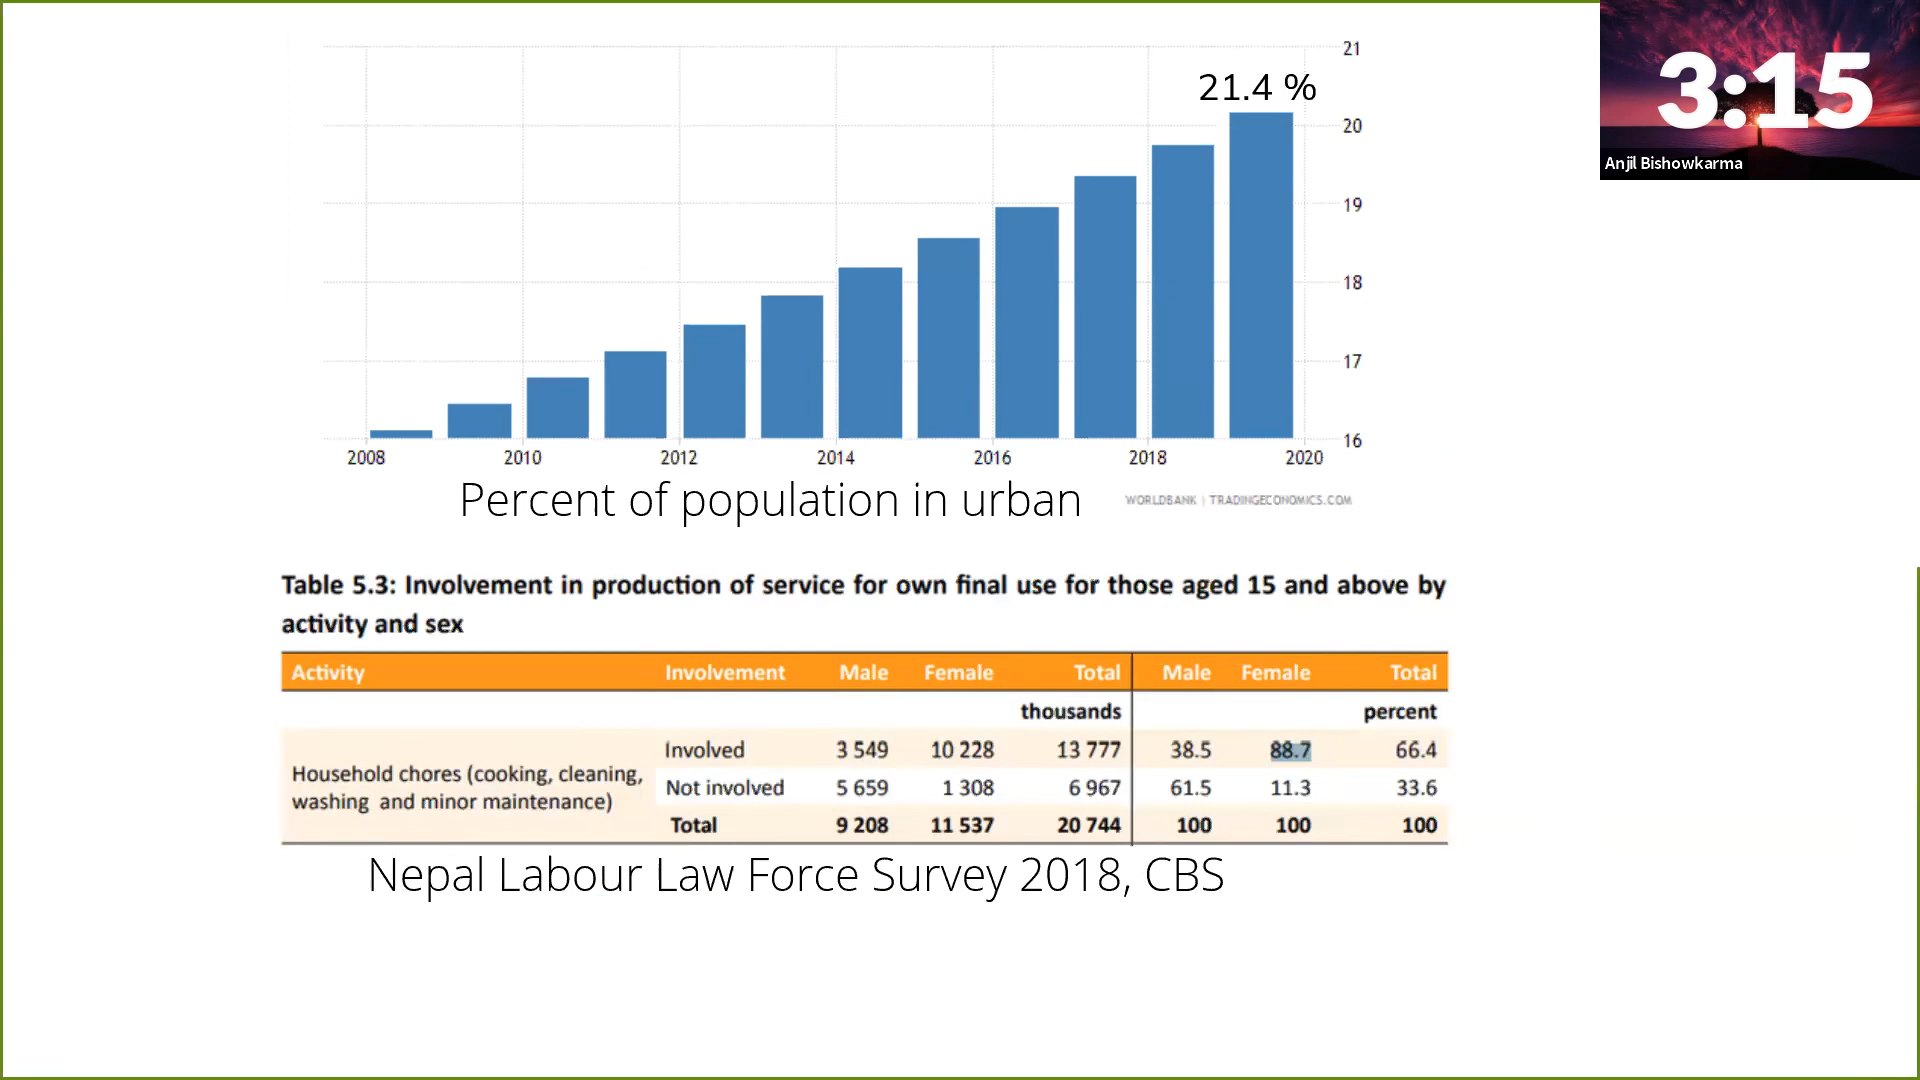 21
21.4 %
20
19
18
17
16
2008 2010 2012 2014 2016 2018 2020
Percent of population in urban
WORLDBANK | TRADINGECONOMICS.COM
3:15
Anjil Bishowkarma
Table 5.3: Involvement in production of service for own final use for those aged 15 and above by
activity and sex
Activity Involvement Male Female Total Male Female Total
thousands percent
Household chores (cooking, cleaning,
washing and minor maintenance)
Involved 3 549 10 228 13 777 38.5 88.7 66.4
Not involved 5 659 1 308 6 967 61.5 11.3 33.6
Total 9 208 11 537 20 744 100 100 100
Nepal Labour Law Force Survey 2018, CBS